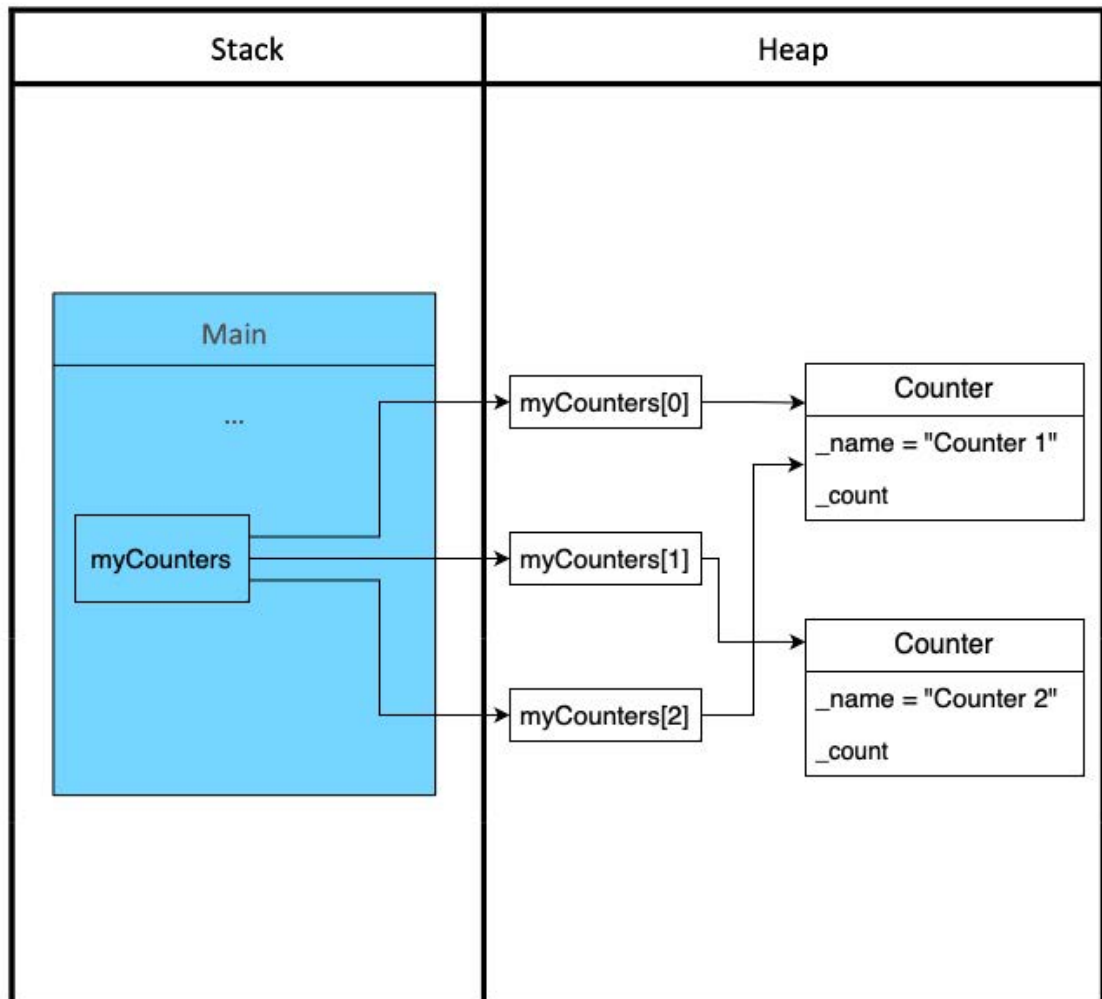 Stack
Heap
Main
...
myCounters
myCounters[0]
myCounters[1]
myCounters[2]
Counter
_name = "Counter 1"
_count
Counter
_name = "Counter 2"
_count